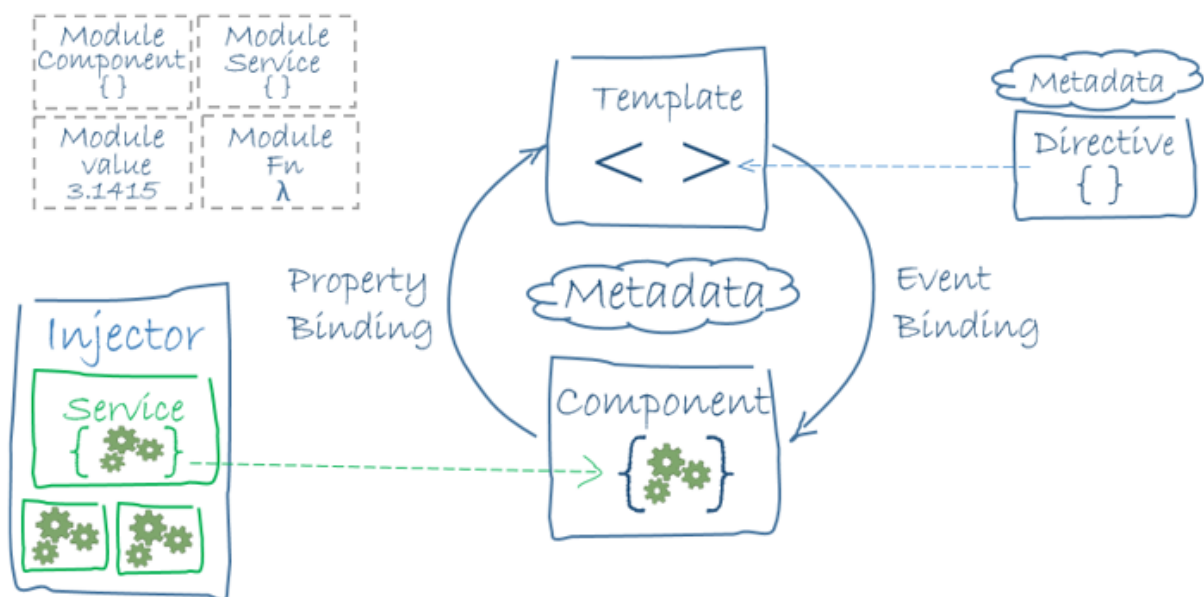 Module
Component
{ }
Module
Service
{ }
Module
value
3.1415
Module
Fn
λ
Template
< >
Metadata
Directive
{ }
Property
Binding
Metadata
Event
Binding
Injector
Service
{ }
Component
{ }